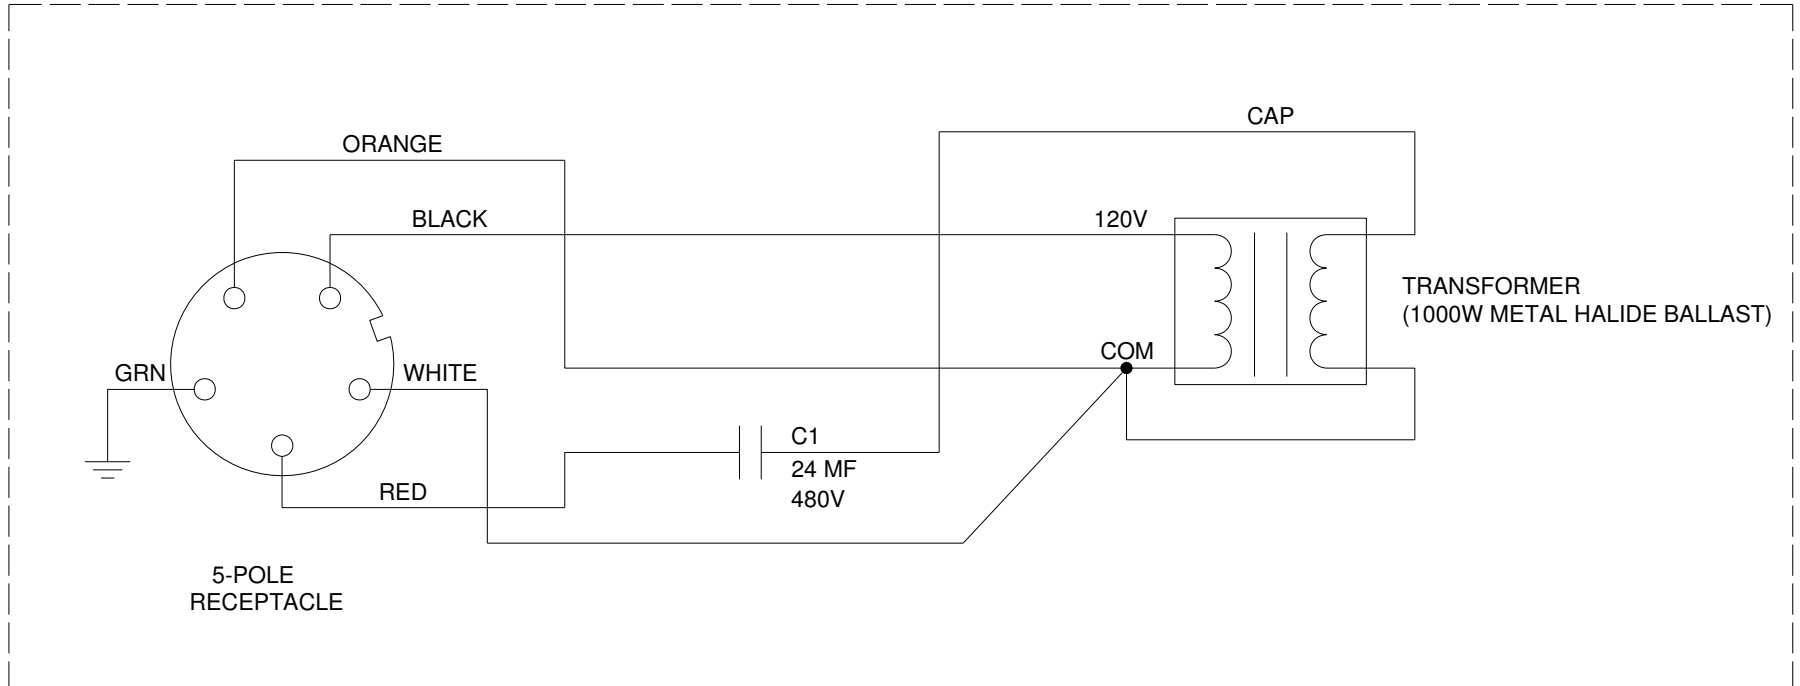 CAP
ORANGE
BLACK
120V
TRANSFORMER
(1000W METAL HALIDE BALLAST)
COM
GRN
WHITE
C1
24 MF
480V
RED
5-POLE
RECEPTACLE